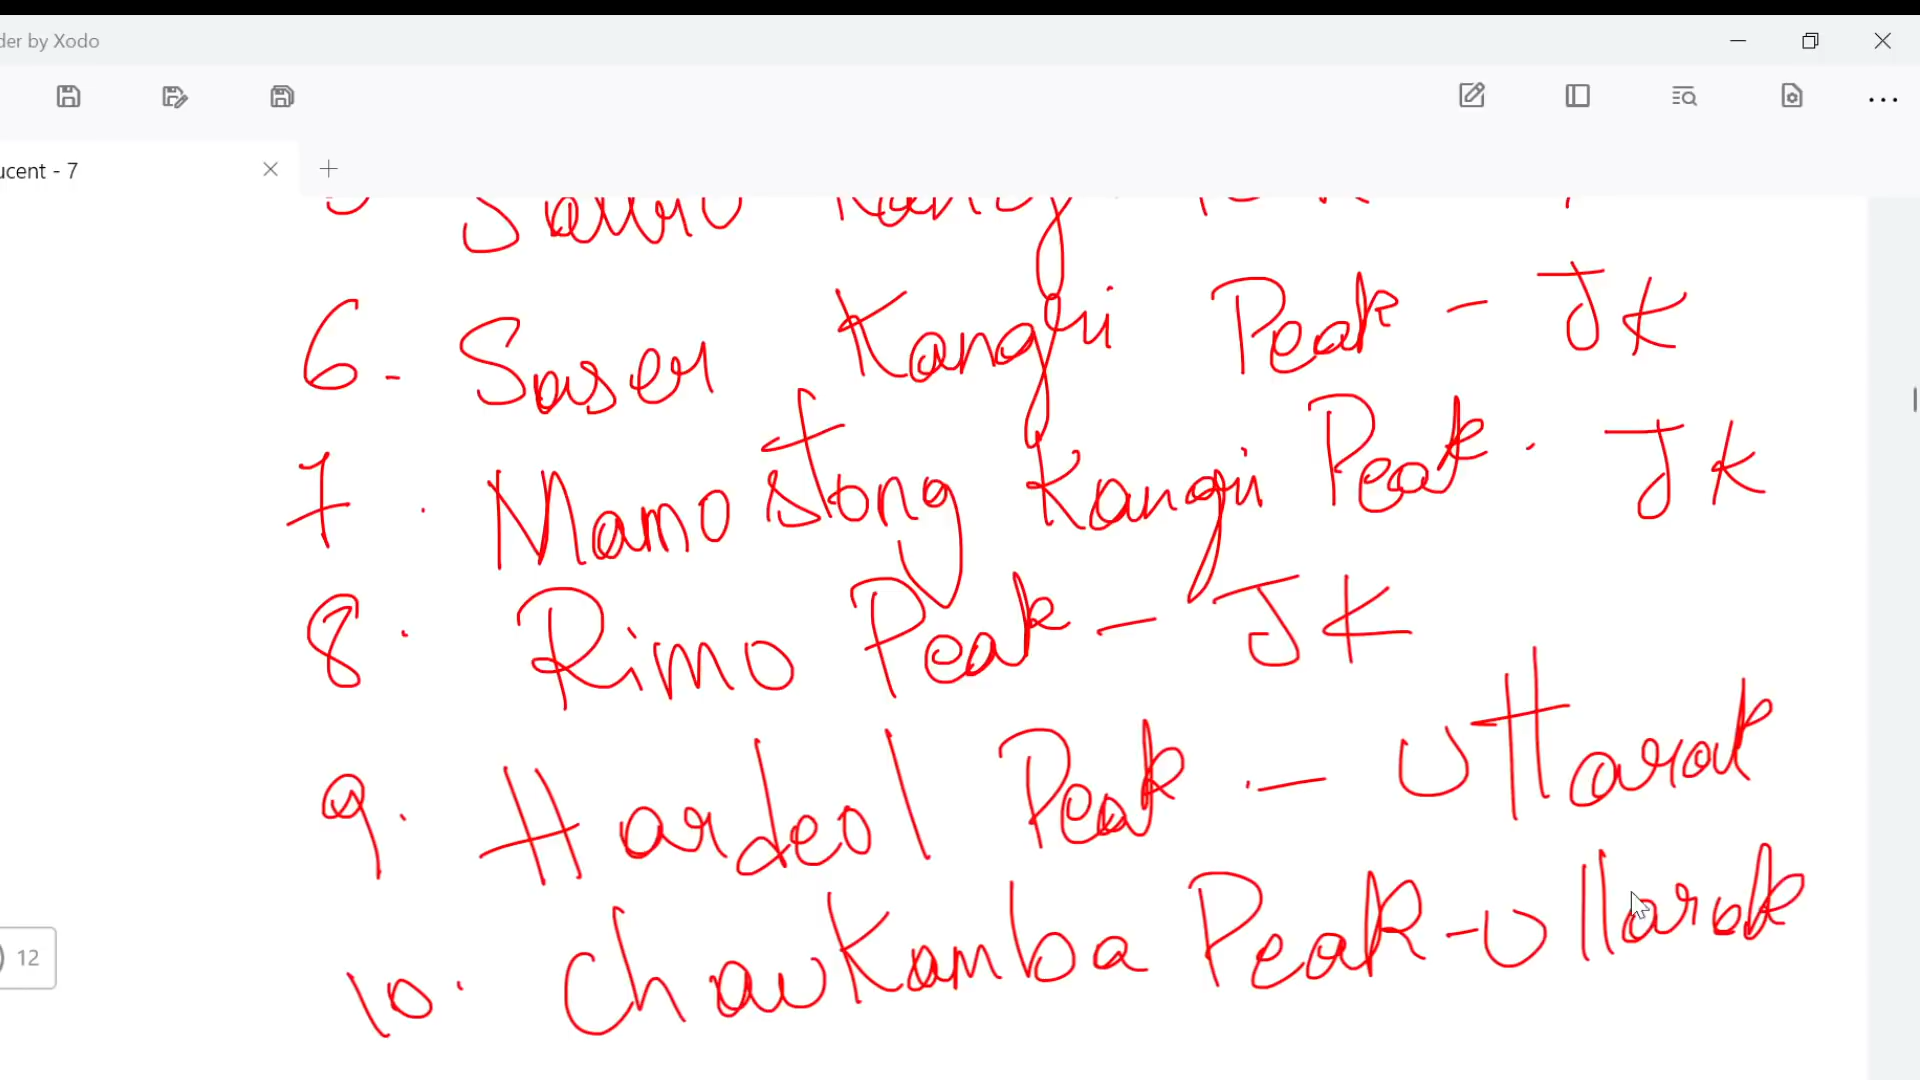 der by Xodo
ucent - 7
6 - Saser Kangri Peak - JK
7 . Mamostong Kangri Peak . JK
8 . Rimo Peak - JK
9 . Hardeol Peak - Uttarak
10 . Chaukamba Peak - Uttarak
12